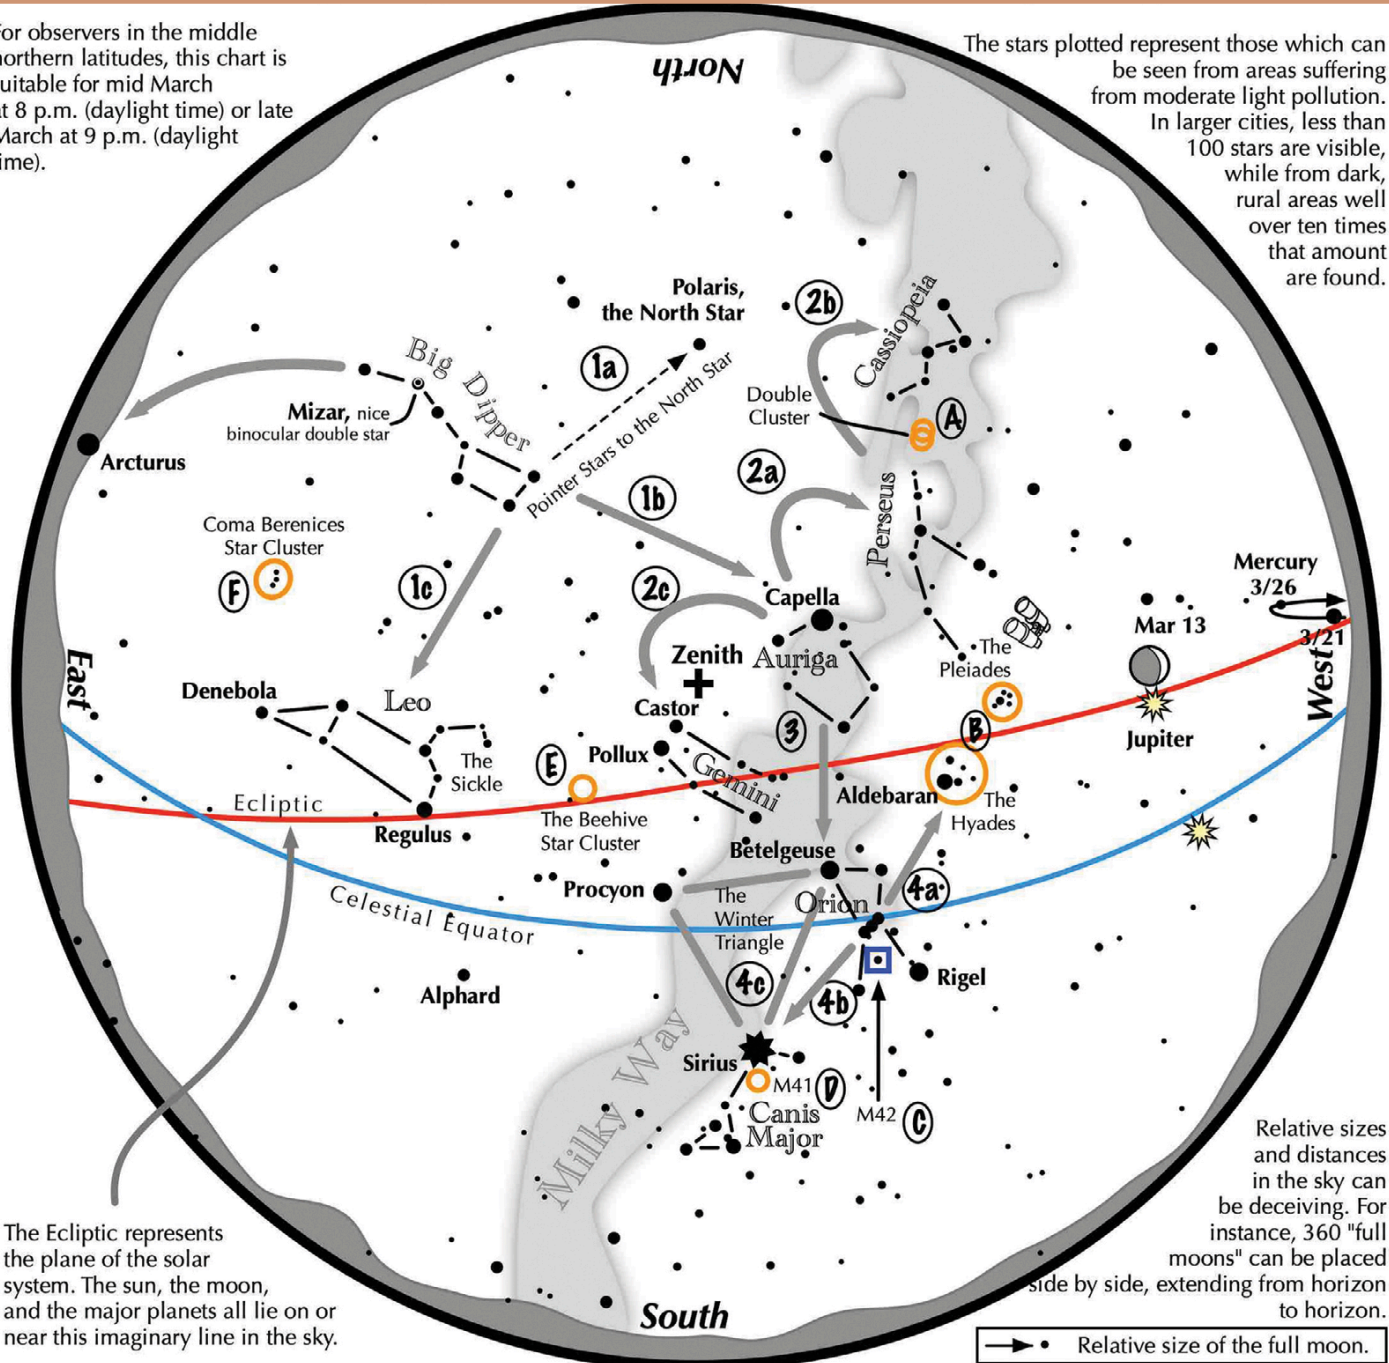 For observers in the middle
northern latitudes, this chart is
suitable for mid March
at 8 p.m. (daylight time) or late
March at 9 p.m. (daylight
time).
The stars plotted represent those which can
be seen from areas suffering
from moderate light pollution.
In larger cities, less than
100 stars are visible,
while from dark,
rural areas well
over ten times
that amount
are found.
North
Polaris,
the North Star
2b
Cassiopeia
1a
Big Dipper
Pointer Stars to the North Star
Double
Cluster
A
Mizar, nice
binocular double star
Arcturus
2a
Perseus
1b
Coma Berenices
Star Cluster
F
1c
2c
Capella
Mercury
3/26
3/21
Mar 13
Zenith
Auriga
The
Pleiades
East
West
Denebola
Leo
Castor
3
B
Jupiter
The
Sickle
E
Pollux
Gemini
Aldebaran
The
Hyades
Ecliptic
Regulus
The Beehive
Star Cluster
Betelgeuse
Procyon
The
Winter
Triangle
Orion
4a
Celestial Equator
Alphard
4c
4b
Rigel
Sirius
M41
D
M42
C
Canis
Major
Milky Way
The Ecliptic represents
the plane of the solar
system. The sun, the moon,
and the major planets all lie on or
near this imaginary line in the sky.
South
Relative sizes
and distances
in the sky can
be deceiving. For
instance, 360 "full
moons" can be placed
side by side, extending from horizon
to horizon.
Relative size of the full moon.